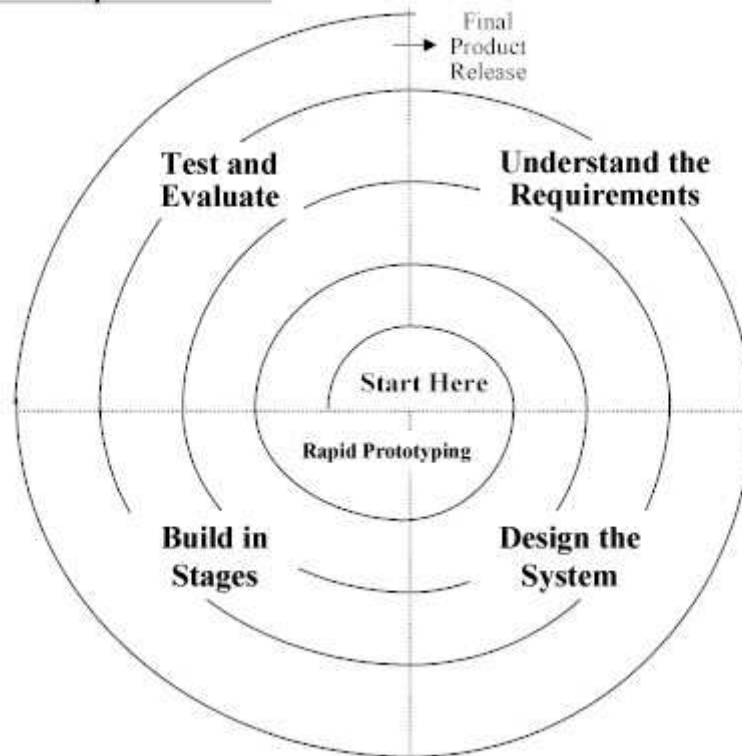 Final
Product
Release
Test and
Evaluate
Understand the
Requirements
Start Here
Rapid Prototyping
Build in
Stages
Design the
System